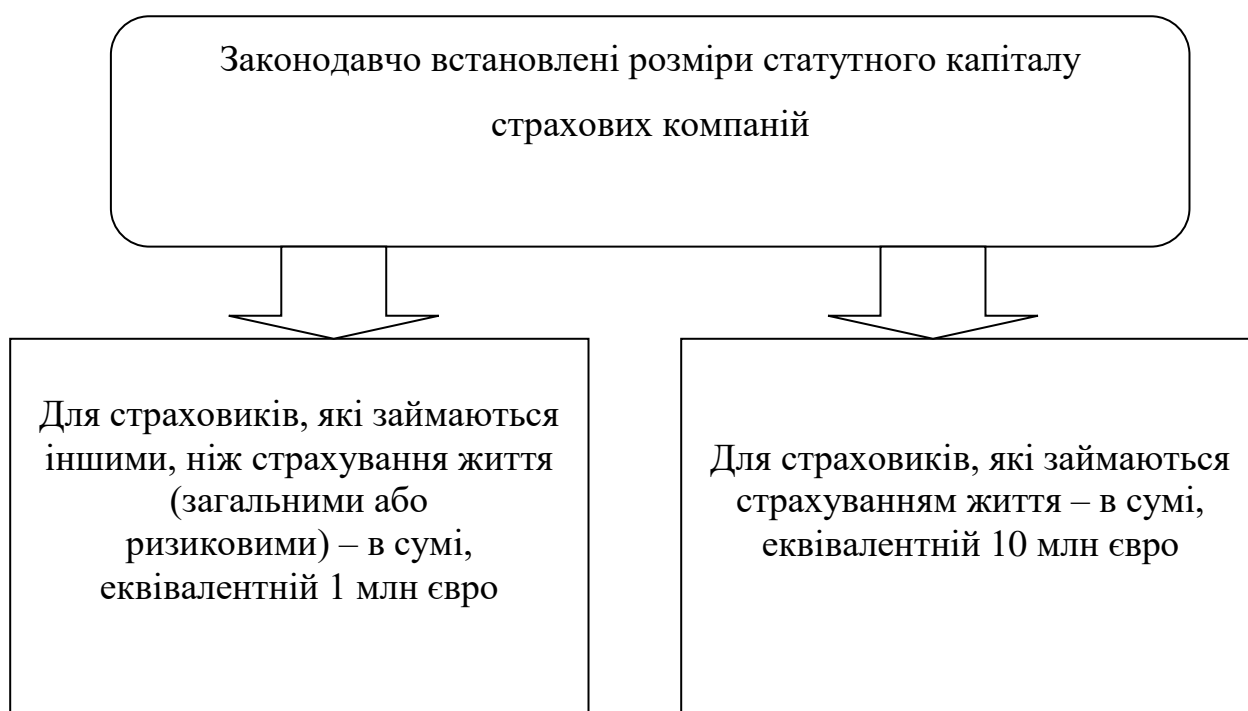 Законодавчо встановлені розміри статутного капіталу
страхових компаній
Для страховиків, які займаються
іншими, ніж страхування життя
(загальними або
ризиковими) – в сумі,
еквівалентній 1 млн євро
Для страховиків, які займаються
страхуванням життя – в сумі,
еквівалентній 10 млн євро